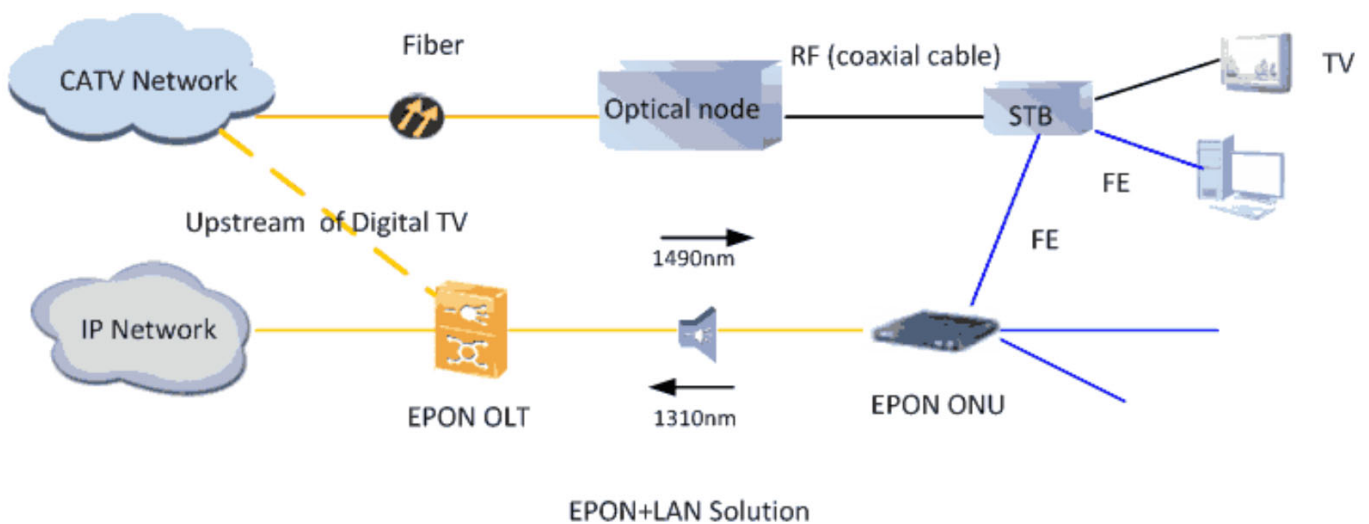 Fiber
RF (coaxial cable)
TV
CATV Network
Optical node
STB
FE
Upstream of Digital TV
FE
1490nm
IP Network
EPON OLT
1310nm
EPON ONU
EPON+LAN Solution